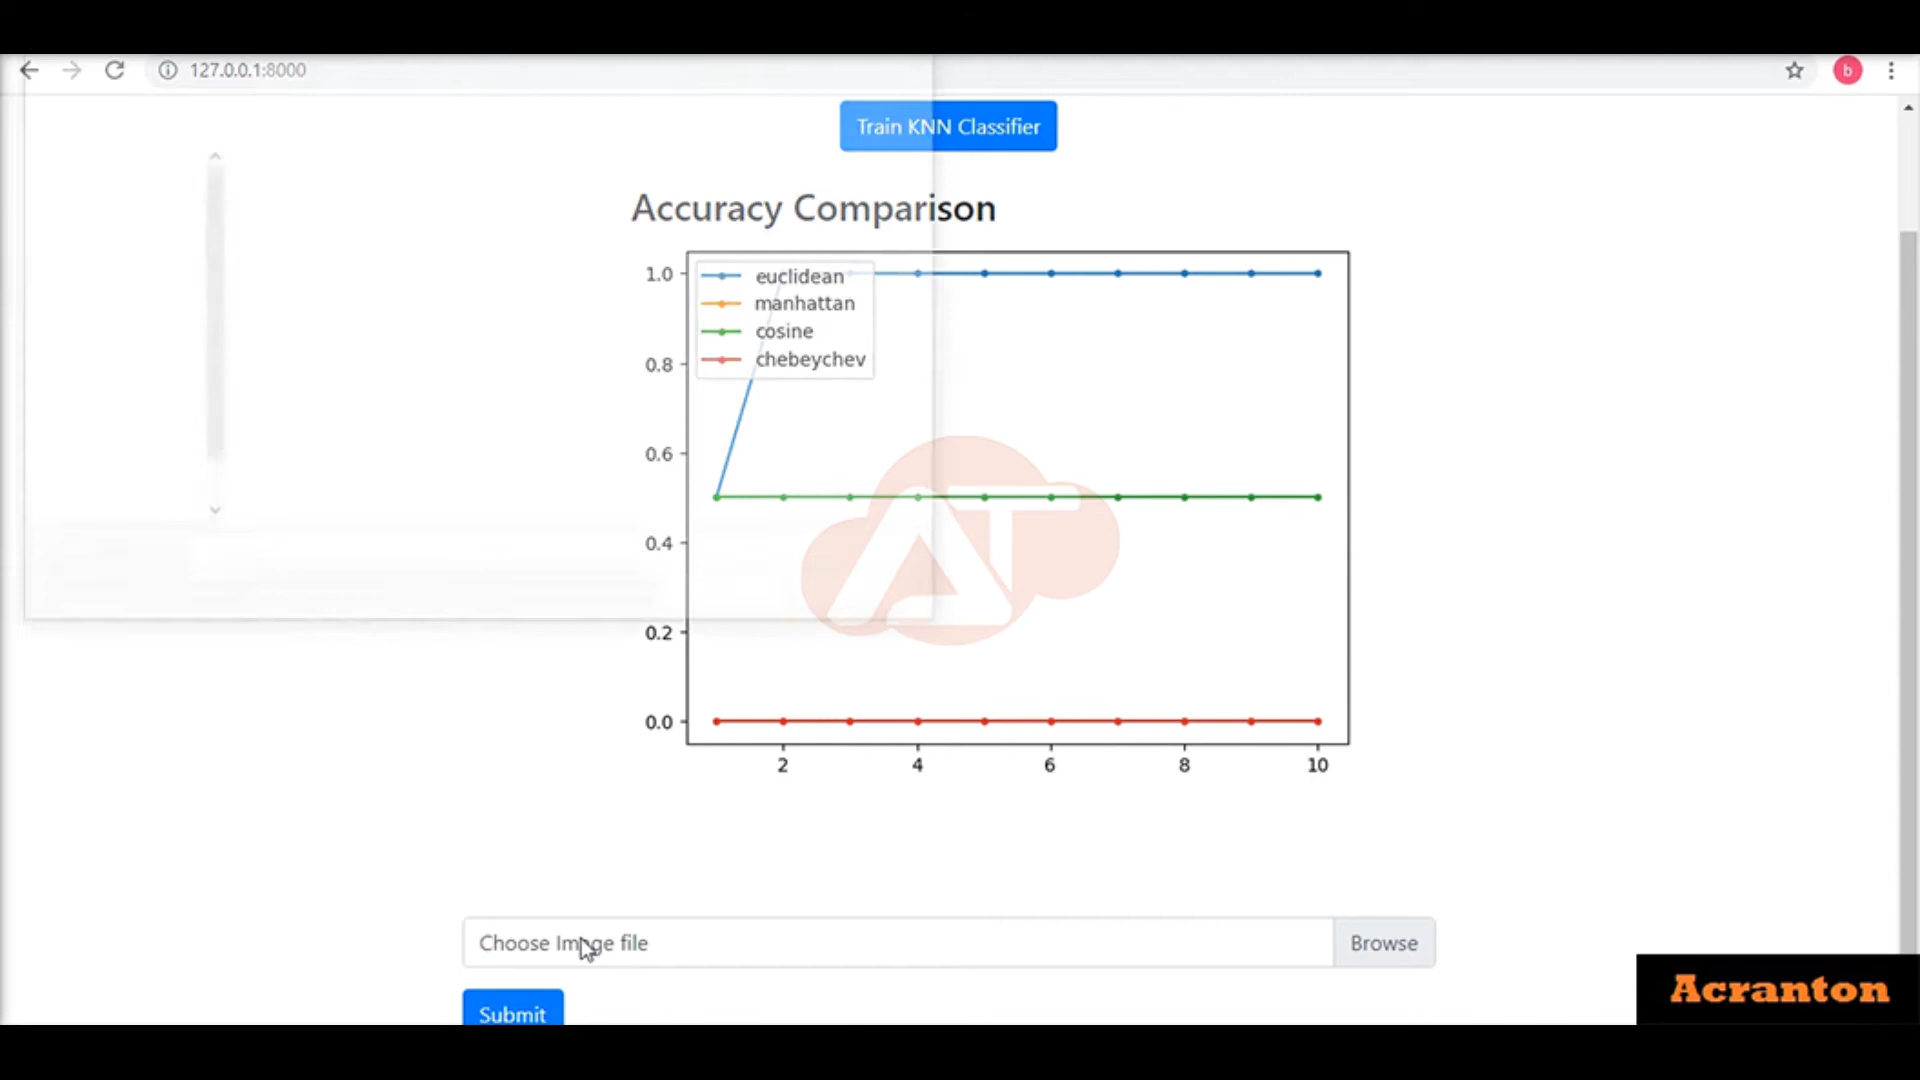 127.0.0.1:8000
b
Train KNN Classifier
Accuracy Comparison
euclidean
manhattan
cosine
chebeychev
1.0
0.8
0.6
0.4
0.2
0.0
2 4 6 8 10
AT
Choose Image file
Browse
Submit
Acranton